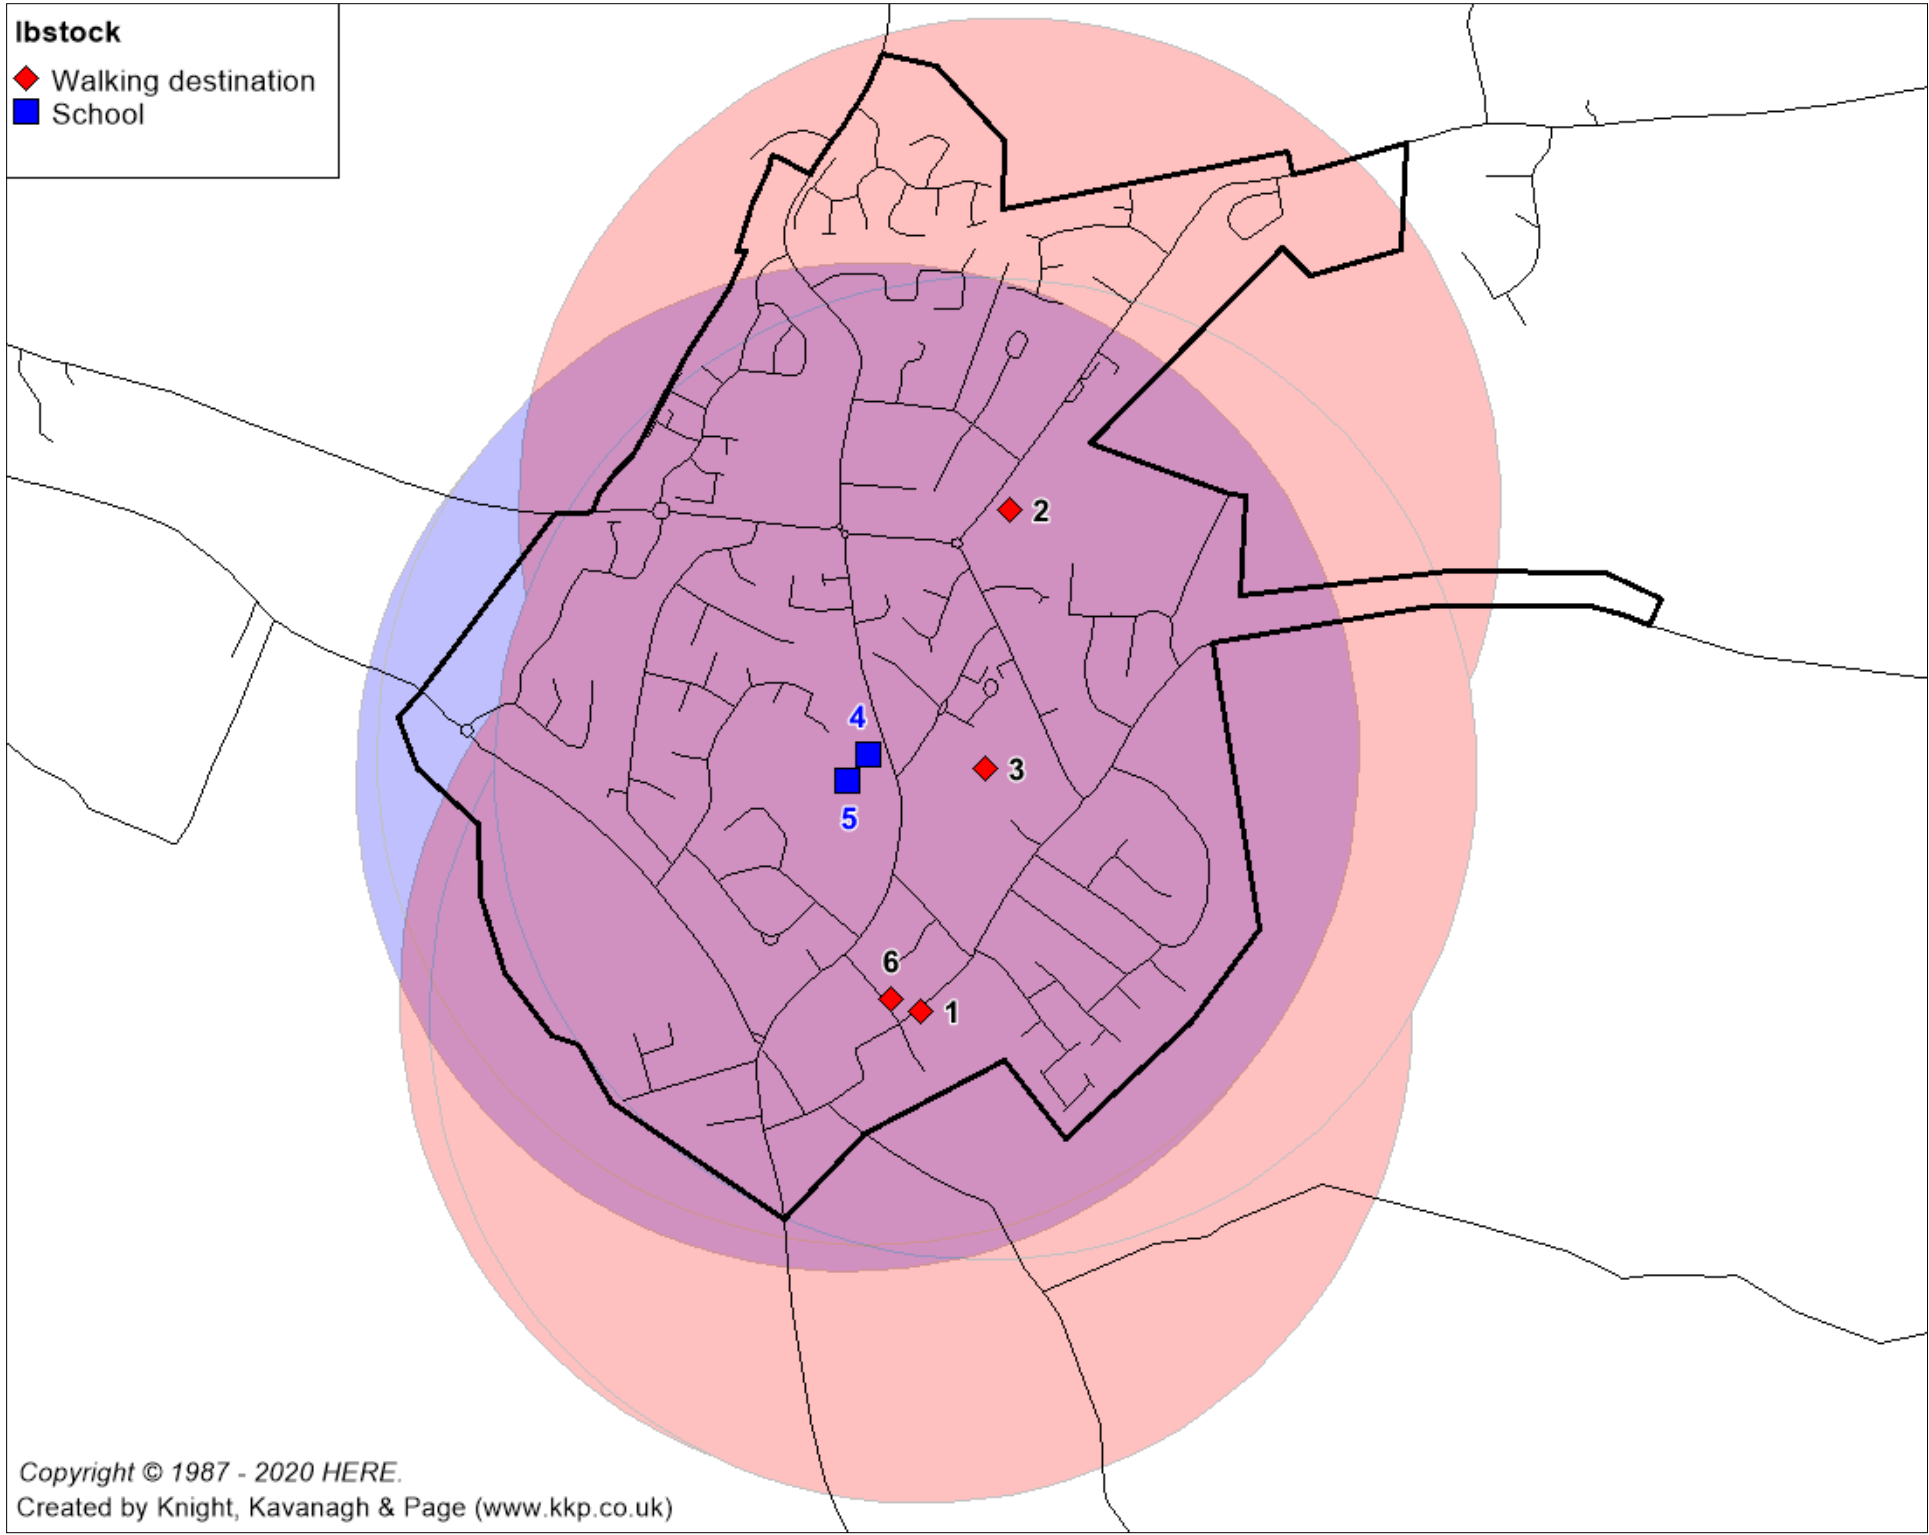 Ibstock
Walking destination
School
2
4
3
5
6
1
Copyright © 1987 - 2020 HERE.
Created by Knight, Kavanagh & Page (www.kkp.co.uk)